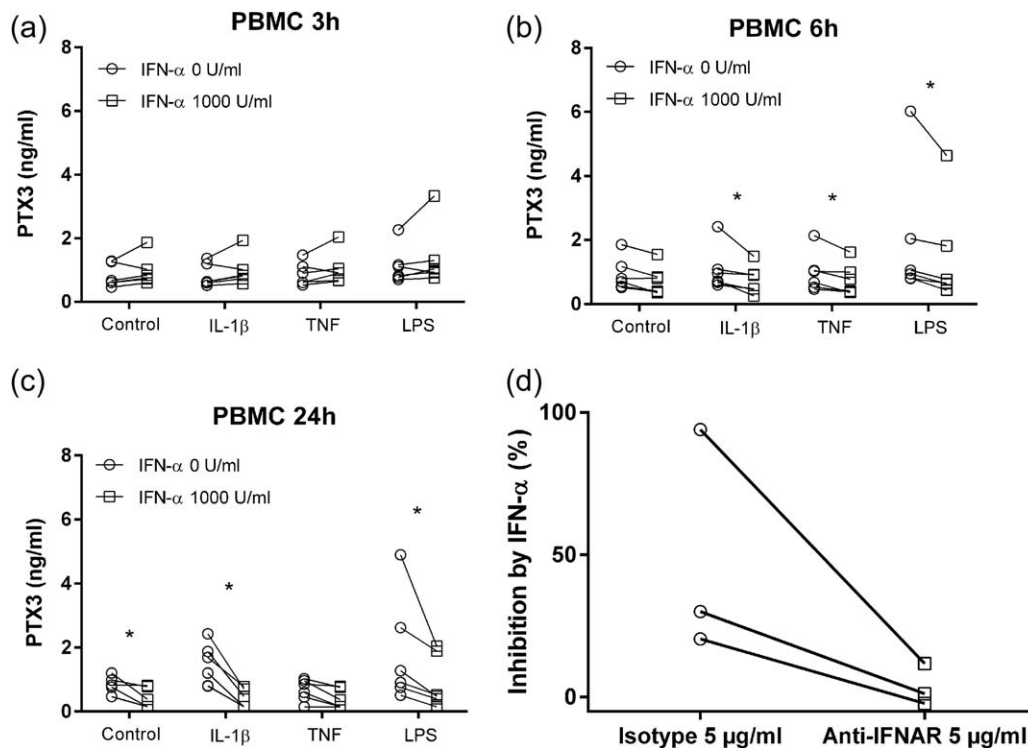 (a)
PBMC 3h
8
6
4
2
0
PTX3 (ng/ml)
IFN-α 0 U/ml
IFN-α 1000 U/ml
Control
IL-1β
TNF
LPS
(b)
PBMC 6h
8
6
4
2
0
PTX3 (ng/ml)
IFN-α 0 U/ml
IFN-α 1000 U/ml
*
*
*
Control
IL-1β
TNF
LPS
(c)
PBMC 24h
8
6
4
2
0
PTX3 (ng/ml)
IFN-α 0 U/ml
IFN-α 1000 U/ml
*
*
*
Control
IL-1β
TNF
LPS
(d)
100
50
0
Inhibition by IFN-α (%)
Isotype 5 µg/ml
Anti-IFNAR 5 µg/ml